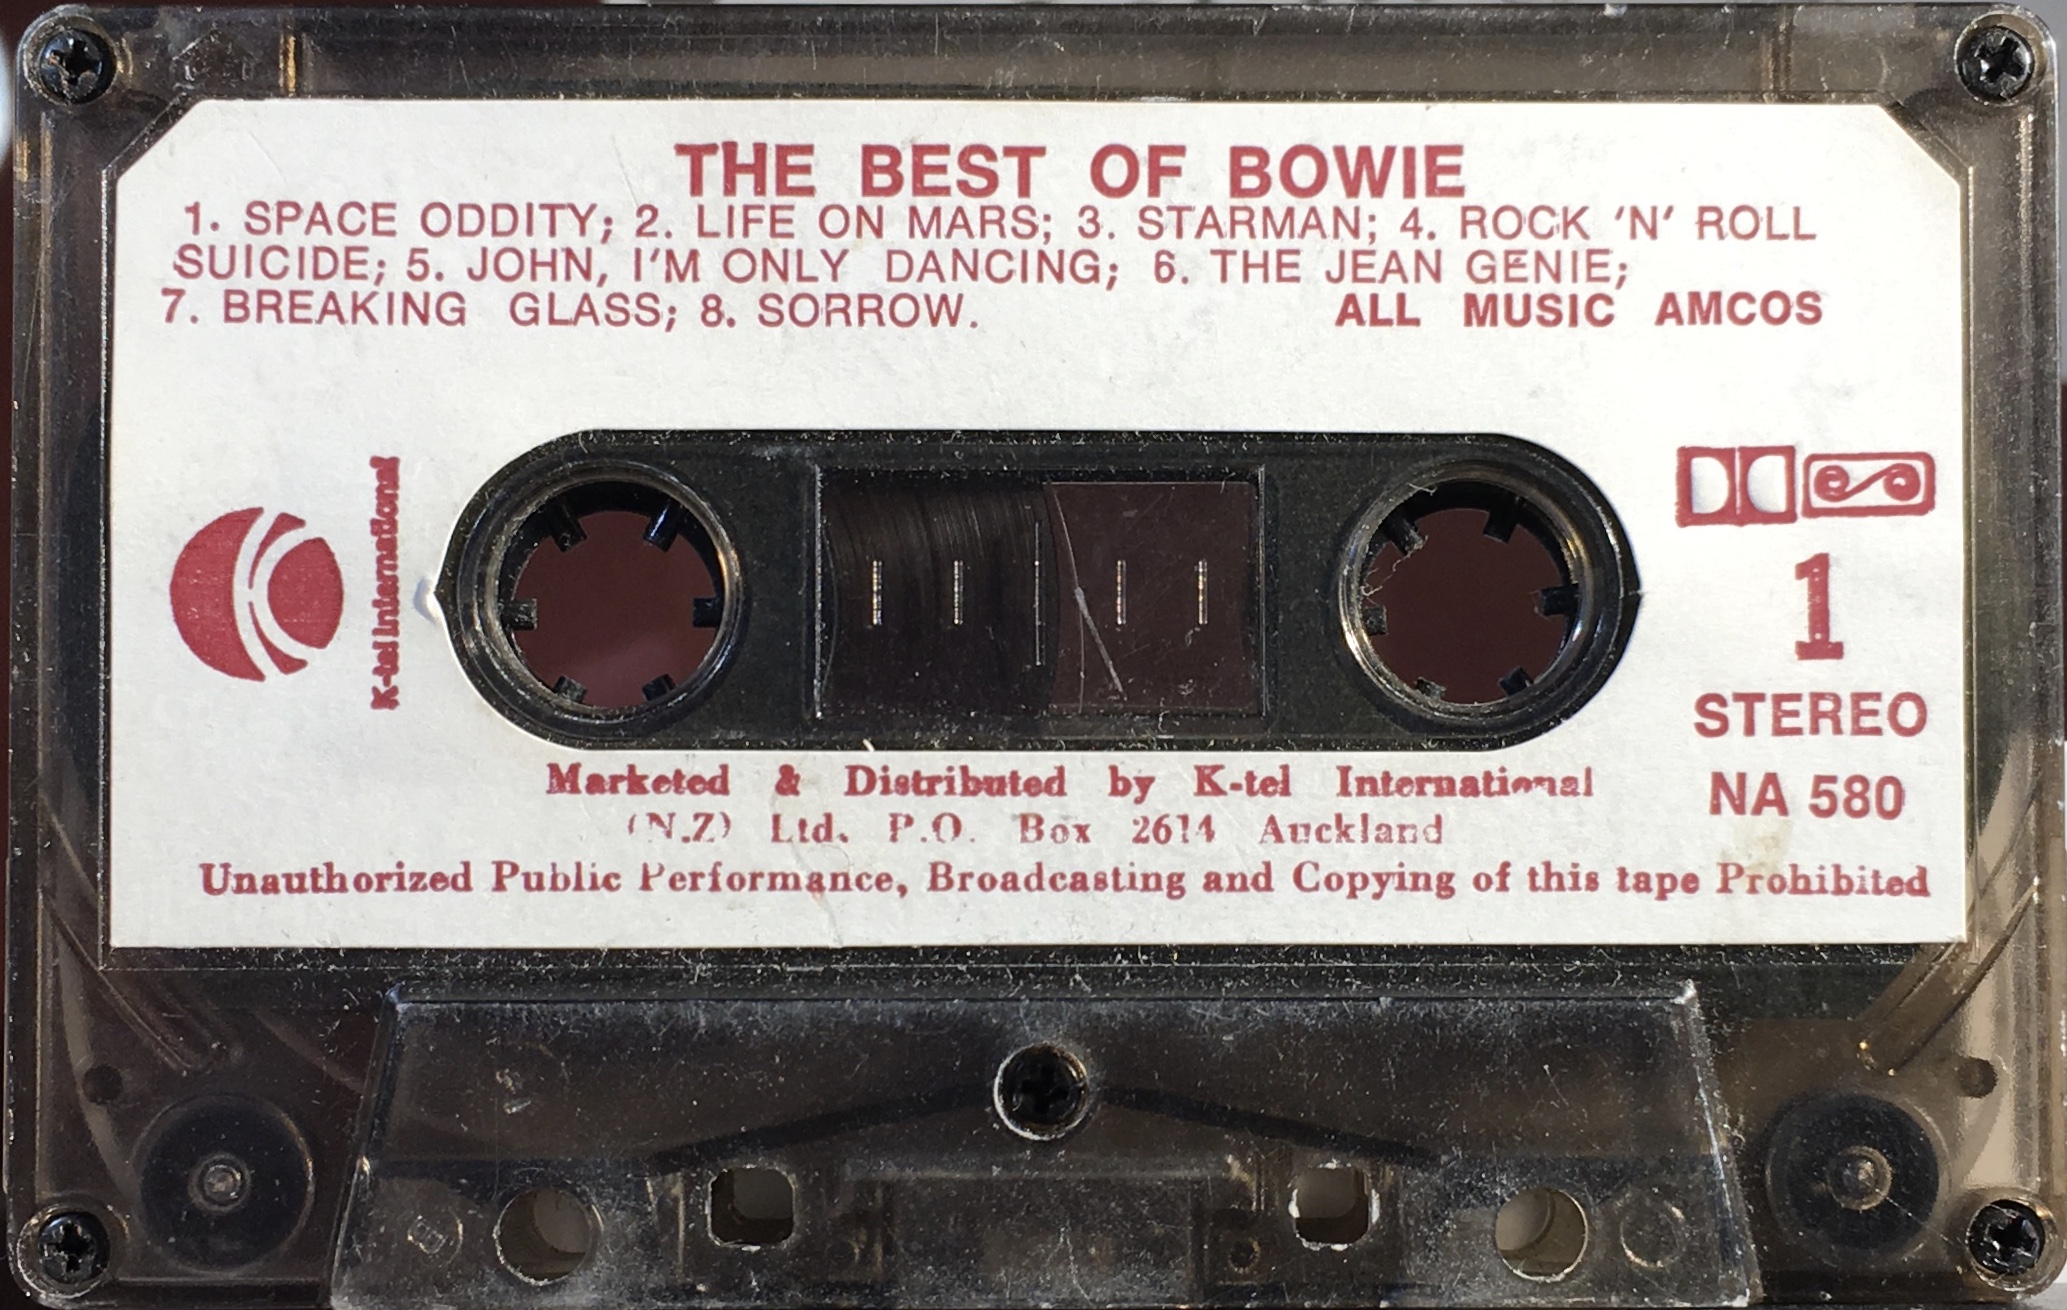 THE BEST OF BOWIE
1. SPACE ODDITY; 2. LIFE ON MARS; 3. STARMAN; 4. ROCK 'N' ROLL
SUICIDE; 5. JOHN, I'M ONLY DANCING; 6. THE JEAN GENIE;
7. BREAKING GLASS; 8. SORROW. ALL MUSIC AMCOS
K-tel International
1
STEREO
NA 580
Marketed & Distributed by K-tel International
(N.Z) Ltd. P.O. Box 2614 Auckland
Unauthorized Public Performance, Broadcasting and Copying of this tape Prohibited